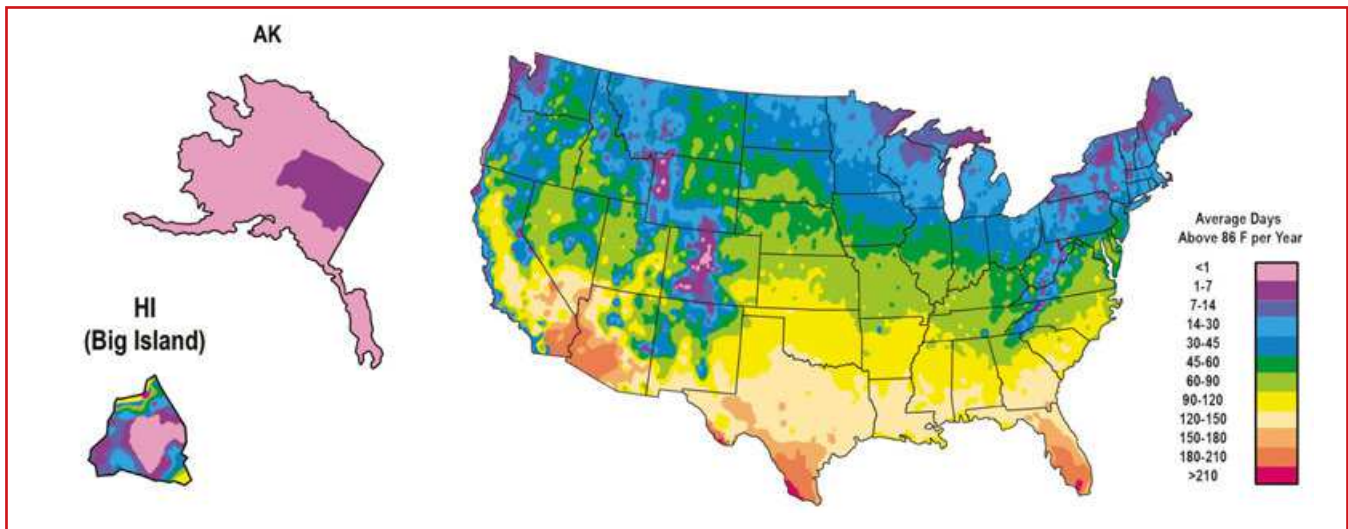 AK
HI
(Big Island)
Average Days
Above 86 F per Year
<1
1-7
7-14
14-30
30-45
45-60
60-90
90-120
120-150
150-180
180-210
>210